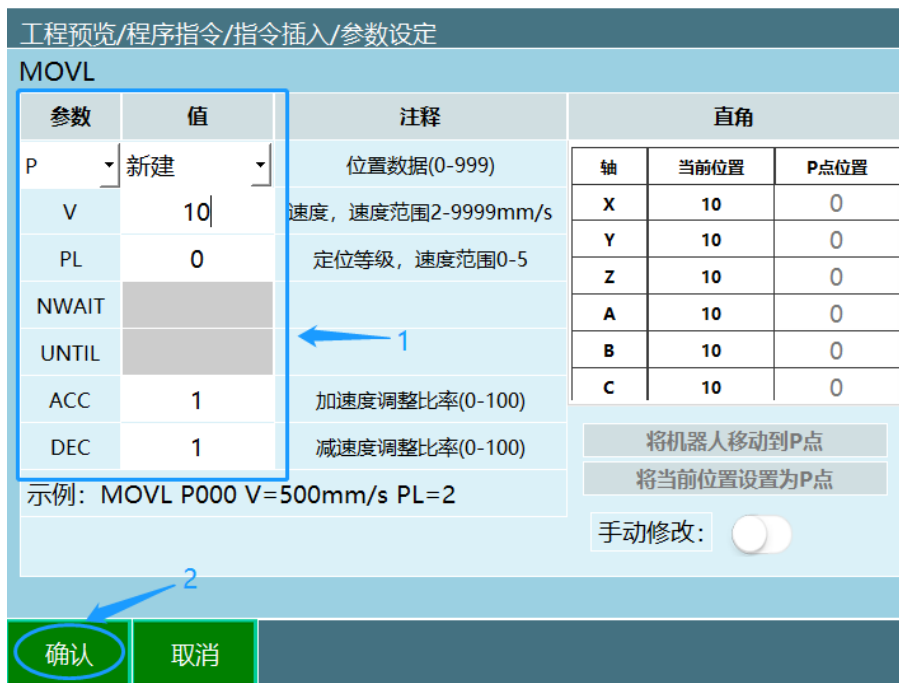 工程预览/程序指令/指令插入/参数设定
MOVL
参数 值 注释 直角
P 新建 位置数据(0-999)
轴 当前位置 P点位置
V 10 速度，速度范围2-9999mm/s
X 10 0
Y 10 0
PL 0 定位等级，速度范围0-5
Z 10 0
NWAIT
A 10 0
UNTIL
1
B 10 0
C 10 0
ACC 1 加速度调整比率(0-100)
DEC 1 减速度调整比率(0-100)
将机器人移动到P点
将当前位置设置为P点
示例：MOVL P000 V=500mm/s PL=2
手动修改：
2
确认 取消